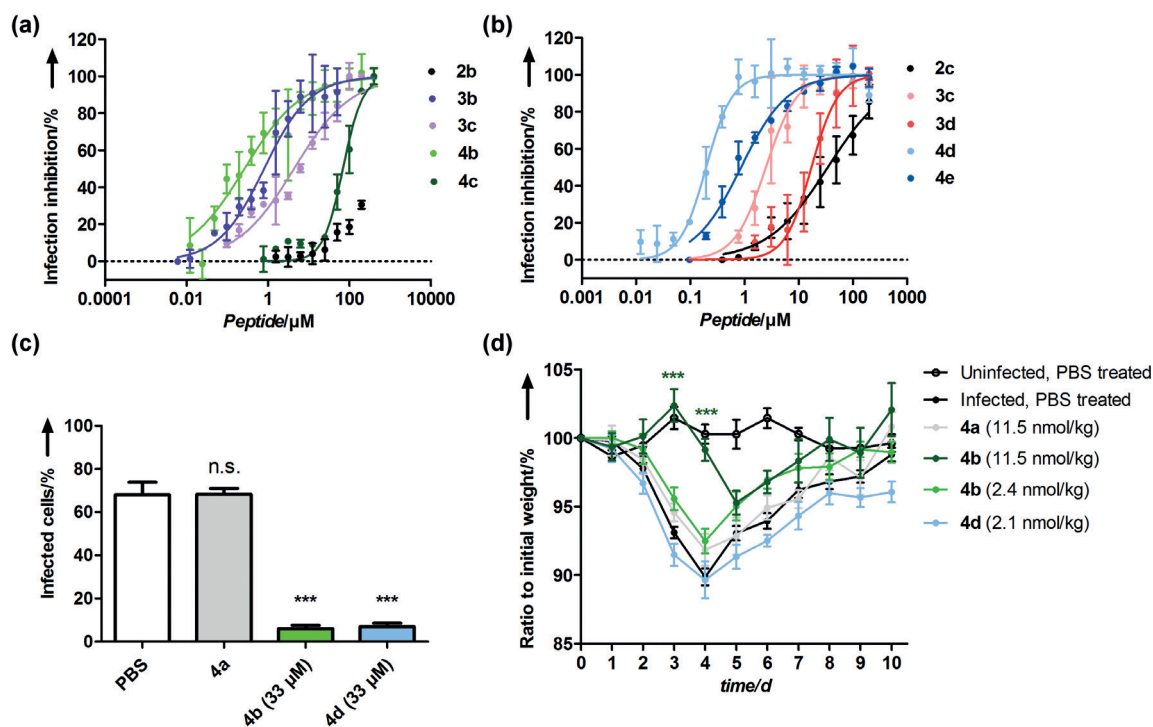 (a)
Infection inhibition/%
120
100
80
60
40
20
0
0.0001
0.01
1
100
10000
Peptide/µM
2b
3b
3c
4b
4c
(b)
Infection inhibition/%
120
100
80
60
40
20
0
0.001
0.01
0.1
1
10
100
1000
Peptide/µM
2c
3c
3d
4d
4e
(c)
Infected cells/%
100
80
60
40
20
0
n.s.
***
***
PBS
4a
4b (33 µM)
4d (33 µM)
(d)
Ratio to initial weight/%
105
100
95
90
85
***
***
0 1 2 3 4 5 6 7 8 9 10
time/d
Uninfected, PBS treated
Infected, PBS treated
4a (11.5 nmol/kg)
4b (11.5 nmol/kg)
4b (2.4 nmol/kg)
4d (2.1 nmol/kg)